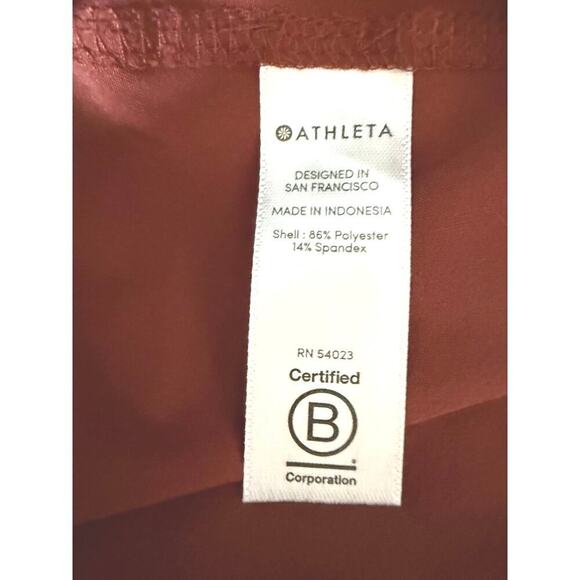 ATHLETA
DESIGNED IN
SAN FRANCISCO
MADE IN INDONESIA
Shell : 86% Polyester
14% Spandex
RN 54023
Certified
B
Corporation